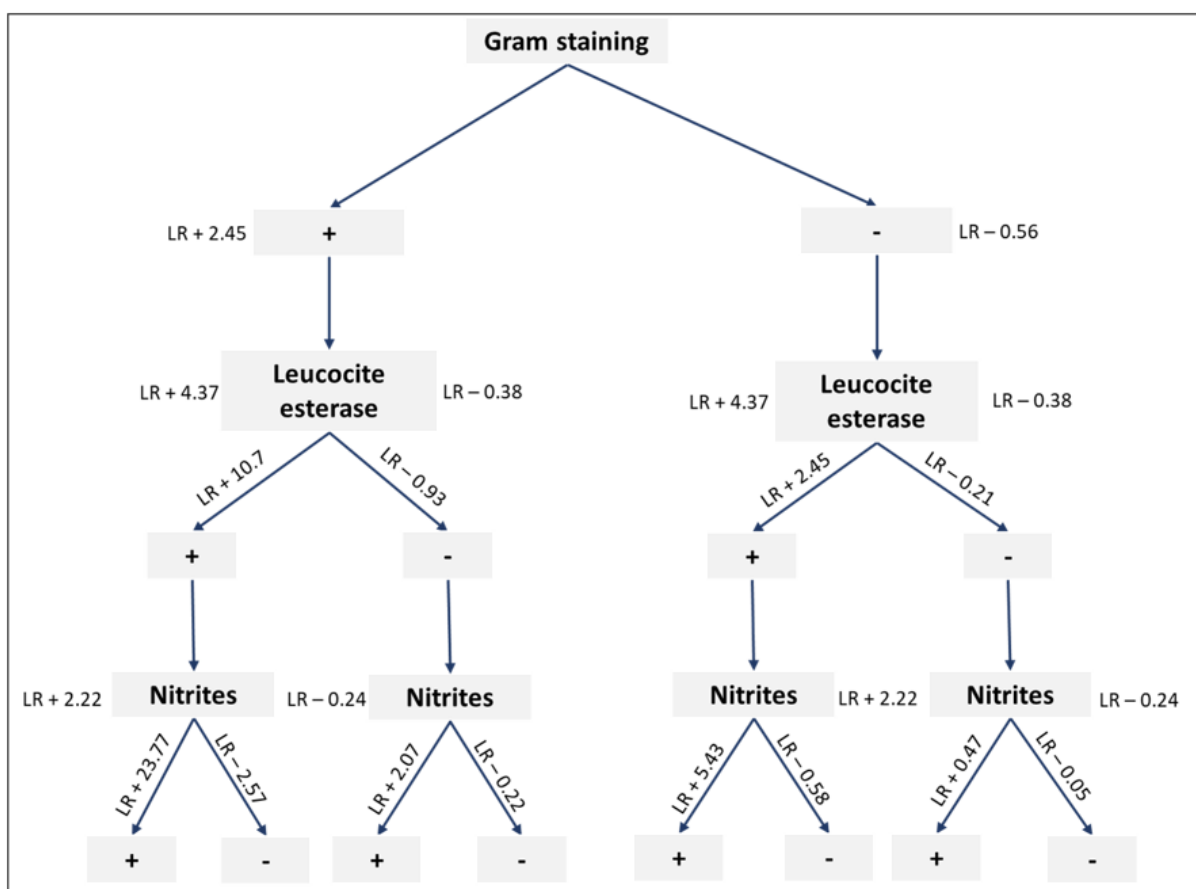 Gram staining
LR + 2.45
+
-
LR – 0.56
LR + 4.37
Leucocite
esterase
LR – 0.38
LR + 4.37
Leucocite
esterase
LR – 0.38
LR + 10.7
LR – 0.93
LR + 2.45
LR – 0.21
+
-
+
-
LR + 2.22
Nitrites
LR – 0.24
Nitrites
Nitrites
LR + 2.22
Nitrites
LR – 0.24
LR + 23.77
LR – 2.57
LR + 2.07
LR – 0.22
LR + 5.43
LR – 0.58
LR + 0.47
LR – 0.05
+
-
+
-
+
-
+
-